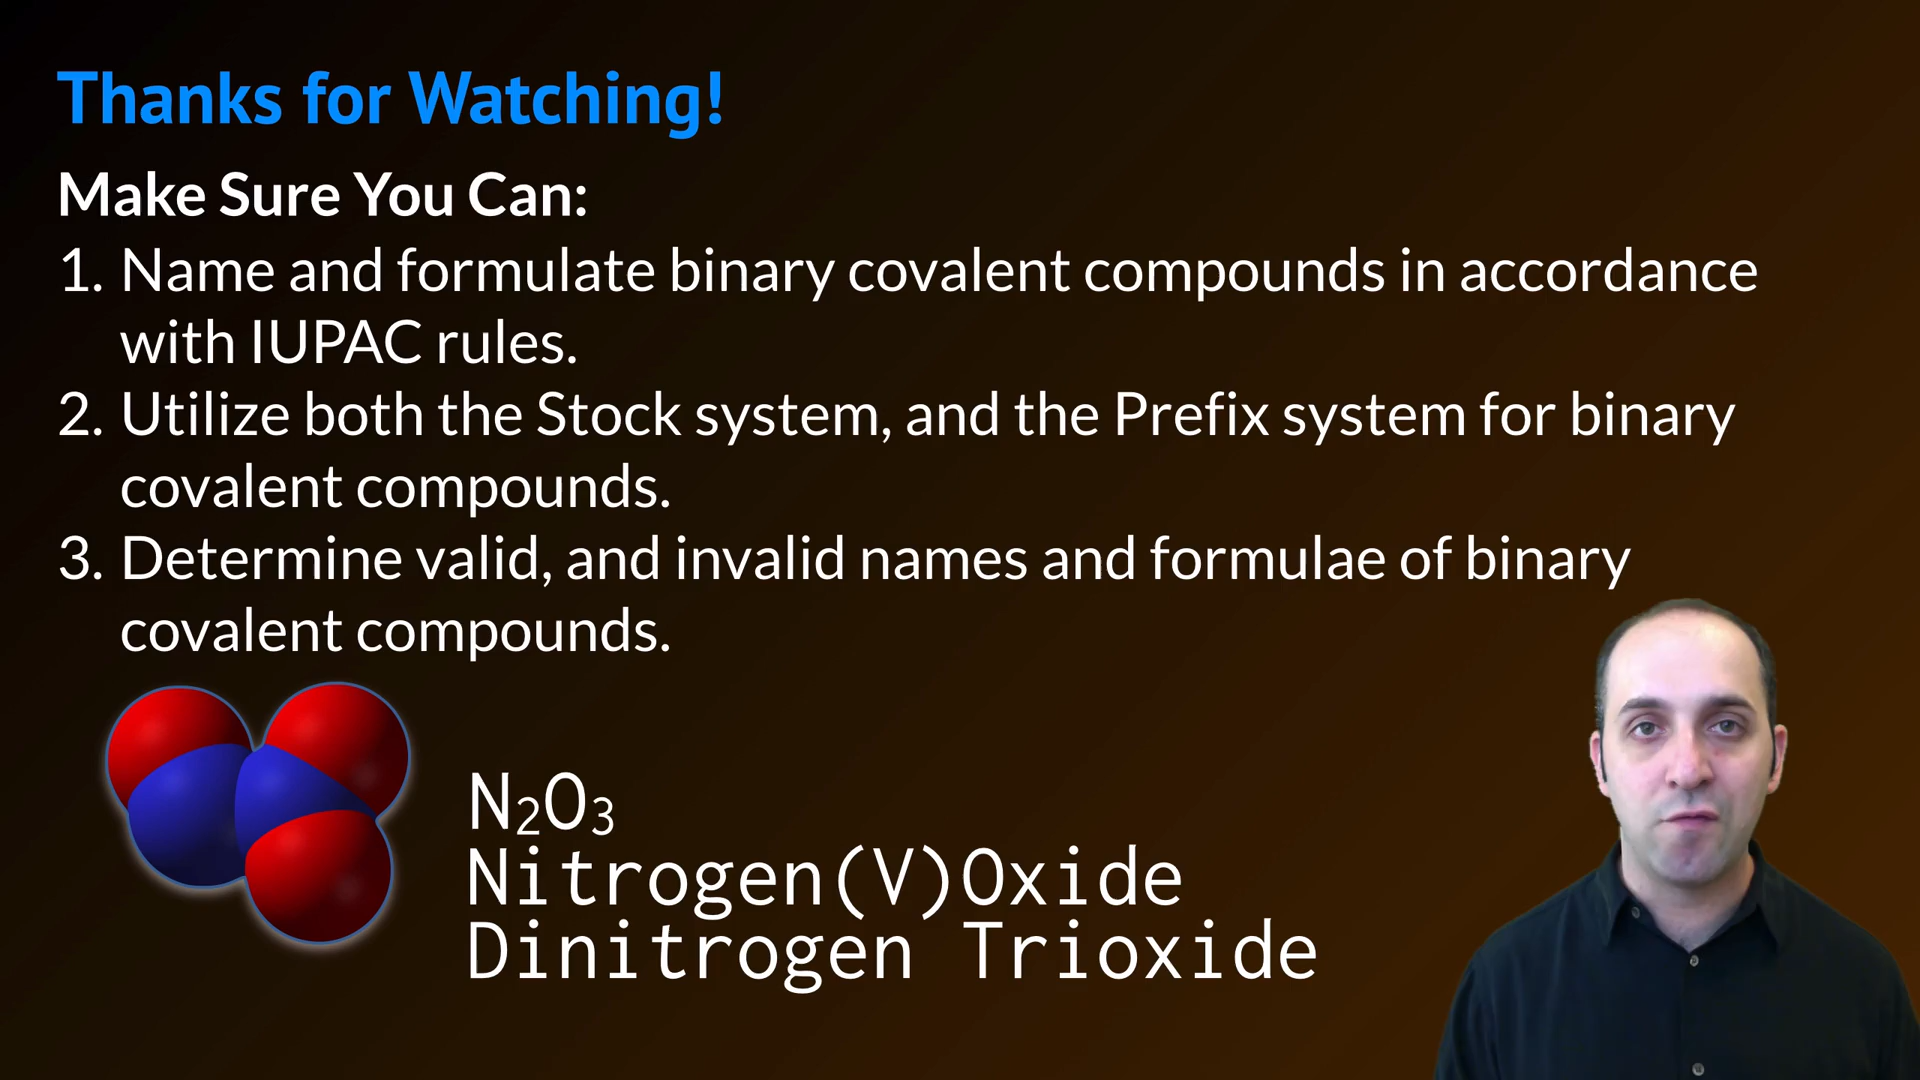 Thanks for Watching!
Make Sure You Can:
1. Name and formulate binary covalent compounds in accordance
with IUPAC rules.
2. Utilize both the Stock system, and the Prefix system for binary
covalent compounds.
3. Determine valid, and invalid names and formulae of binary
covalent compounds.
N₂O₃
Nitrogen(V)Oxide
Dinitrogen Trioxide